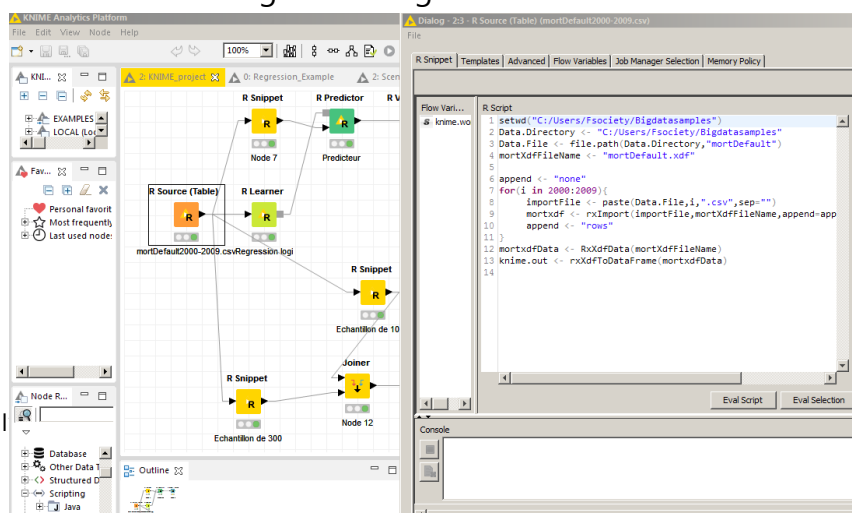 KNIME Analytics Platform
File Edit View Node Help
100%
KNI...
EXAMPLES
LOCAL (Loc
Fav...
Personal favorit
Most frequently
Last used node:
Node R...
Database
Other Data T
Structured D
Scripting
Java
2: KNIME_project
0: Regression_Example
2: Scen
R Snippet
R Predictor
R V
R
R
Node 7
Predicteur
R Source (Table)
R Learner
R
R
mortDefault2000-2009.csv
Regression logi
R Snippet
R
Echantillon de 10
R Snippet
R
Echantillon de 300
Joiner
Node 12
Outline
Dialog - 2:3 - R Source (Table) (mortDefault2000-2009.csv)
File
R Snippet Templates Advanced Flow Variables Job Manager Selection Memory Policy
Flow Vari...
s knime.wo
R Script
1 setwd("C:/Users/Fsociety/Bigdatasamples")
2 Data.Directory <- "C:/Users/Fsociety/Bigdatasamples"
3 Data.File <- file.path(Data.Directory,"mortDefault")
4 mortXdfFileName <- "mortDefault.xdf"
5
6 append <- "none"
7 for(i in 2000:2009){
8 importFile <- paste(Data.File,i,".csv",sep="")
9 mortxdf <- rxImport(importFile,mortXdfFileName,append=app
10 append <- "rows"
11 }
12 mortxdfData <- RxXdfData(mortXdfFileName)
13 knime.out <- rxXdfToDataFrame(mortxdfData)
14
Eval Script
Eval Selection
Console